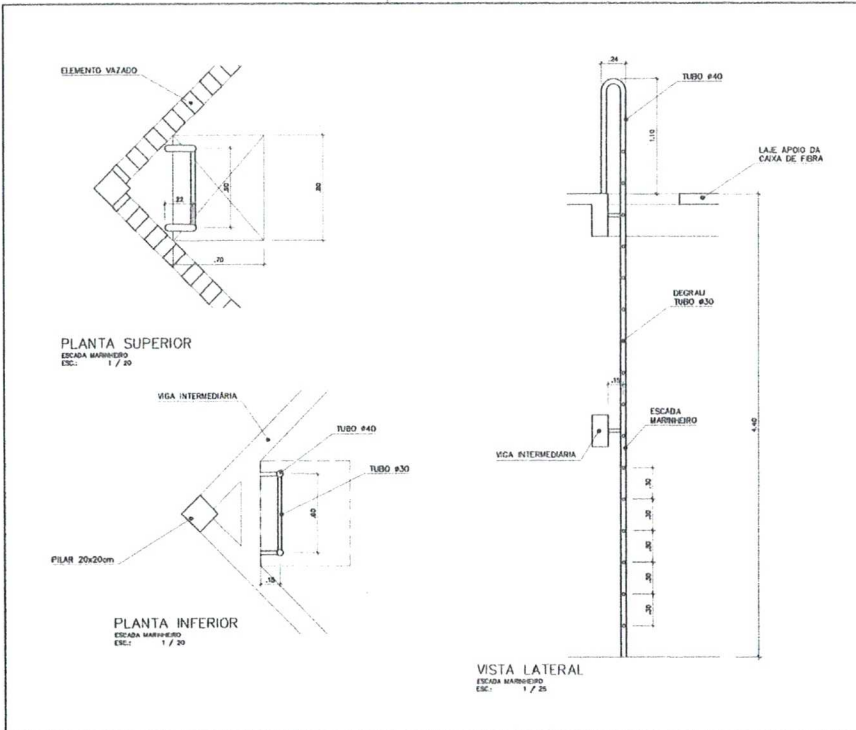 ELEMENTO VAZADO
.22
.70
.80
PLANTA SUPERIOR
ESCADA MARINHEIRO
ESC.: 1 / 20
VIGA INTERMEDIÁRIA
TUBO ø40
TUBO ø30
.60
PILAR 20x20cm
.15
PLANTA INFERIOR
ESCADA MARINHEIRO
ESC.: 1 / 20
.24
TUBO ø40
1,10
LAJE APOIO DA
CAIXA DE FIBRA
DEGRAU
TUBO ø30
.15
ESCADA
MARINHEIRO
VIGA INTERMEDIÁRIA
4,40
.30
.30
.30
.30
.30
VISTA LATERAL
ESCADA MARINHEIRO
ESC.: 1 / 25